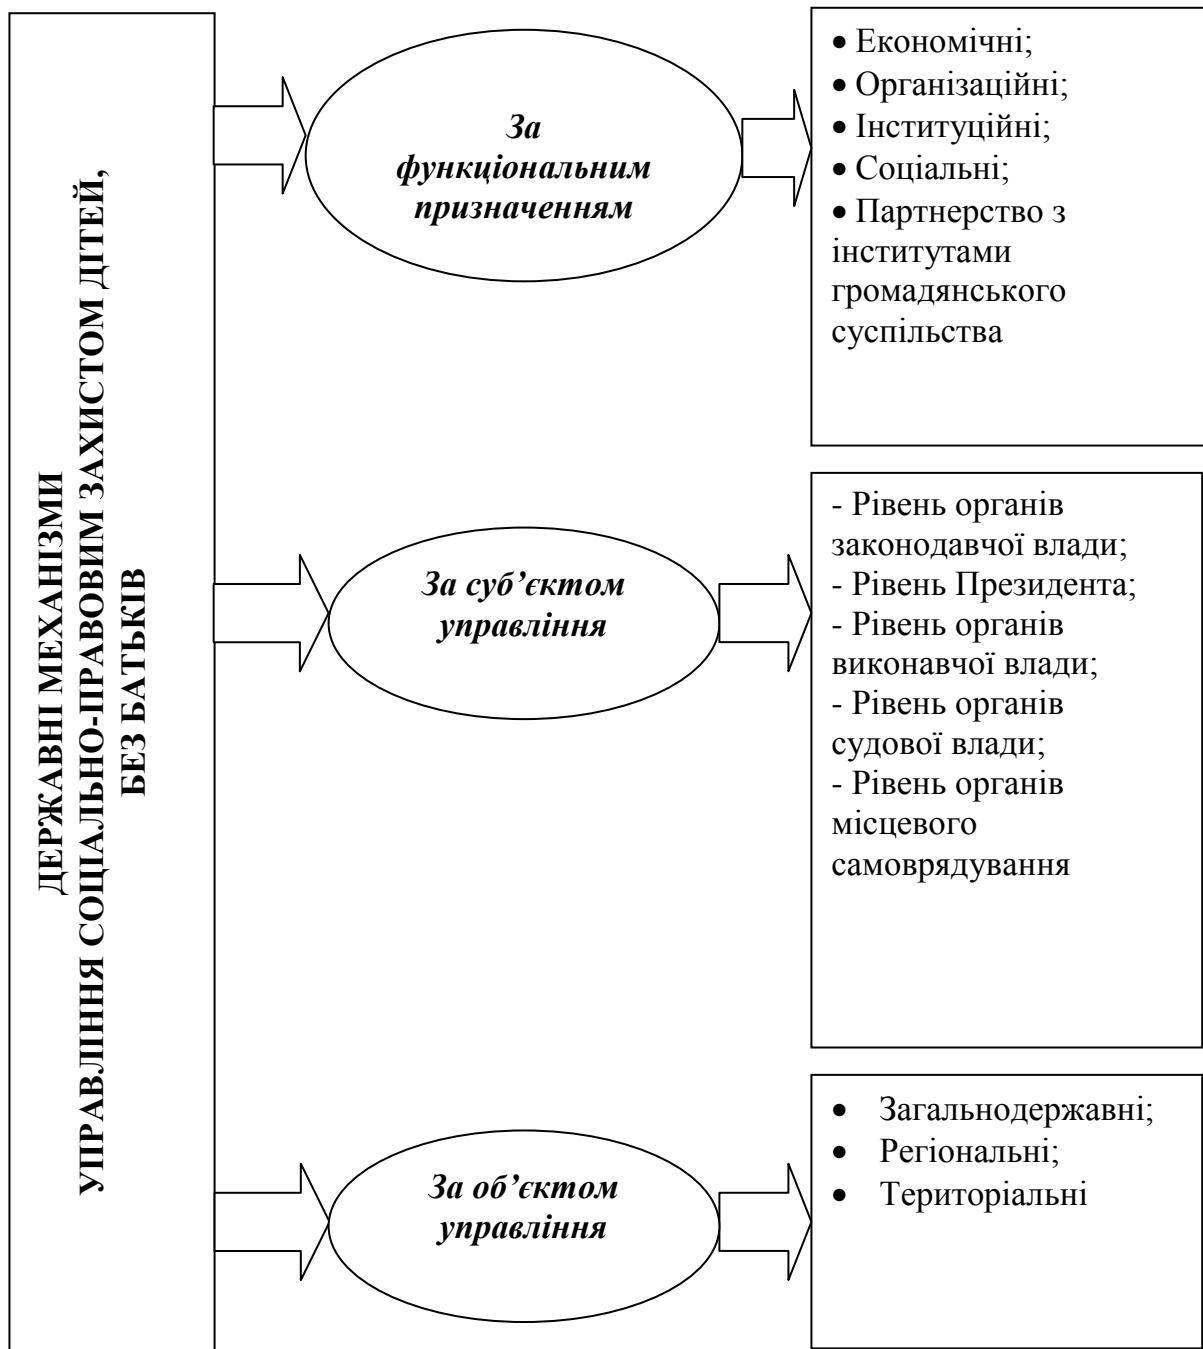 ДЕРЖАВНІ МЕХАНІЗМИ
УПРАВЛІННЯ СОЦІАЛЬНО-ПРАВОВИМ ЗАХИСТОМ ДІТЕЙ,
БЕЗ БАТЬКІВ
За
функціональним
призначенням
• Економічні;
• Організаційні;
• Інституційні;
• Соціальні;
• Партнерство з
інститутами
громадянського
суспільства
За суб’єктом
управління
- Рівень органів
законодавчої влади;
- Рівень Президента;
- Рівень органів
виконавчої влади;
- Рівень органів
судової влади;
- Рівень органів
місцевого
самоврядування
За об’єктом
управління
• Загальнодержавні;
• Регіональні;
• Територіальні